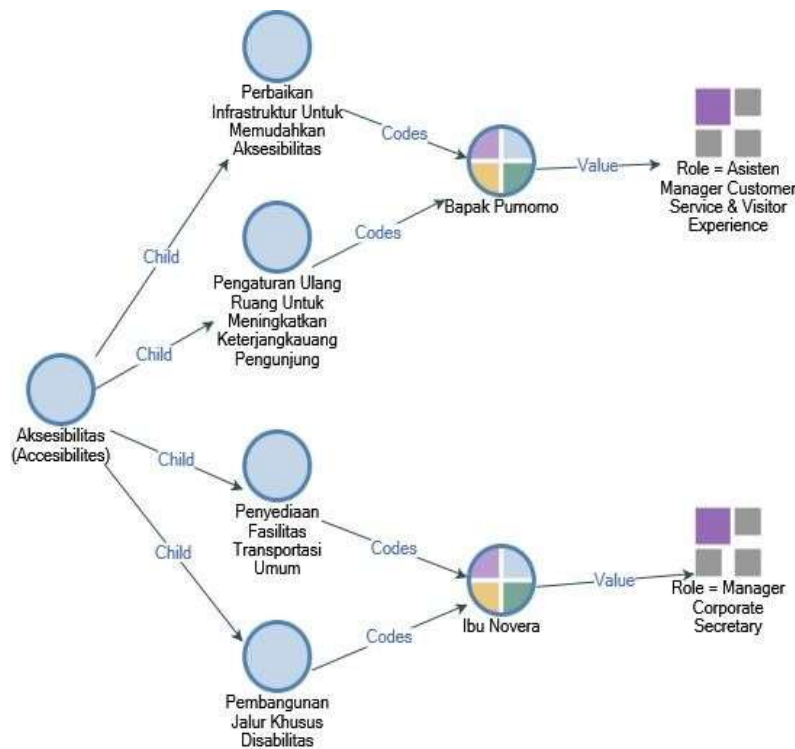 Perbaikan
Infrastruktur Untuk
Memudahkan
Aksesibilitas
Codes
Bapak Purnomo
Value
Role = Asisten
Manager Customer
Service & Visitor
Experience
Child
Codes
Pengaturan Ulang
Ruang Untuk
Meningkatkan
Keterjangkauang
Pengunjung
Child
Aksesibilitas
(Accesibilites)
Child
Penyediaan
Fasilitas
Transportasi
Umum
Codes
Child
Ibu Novera
Value
Role = Manager
Corporate
Secretary
Codes
Pembangunan
Jalur Khusus
Disabilitas